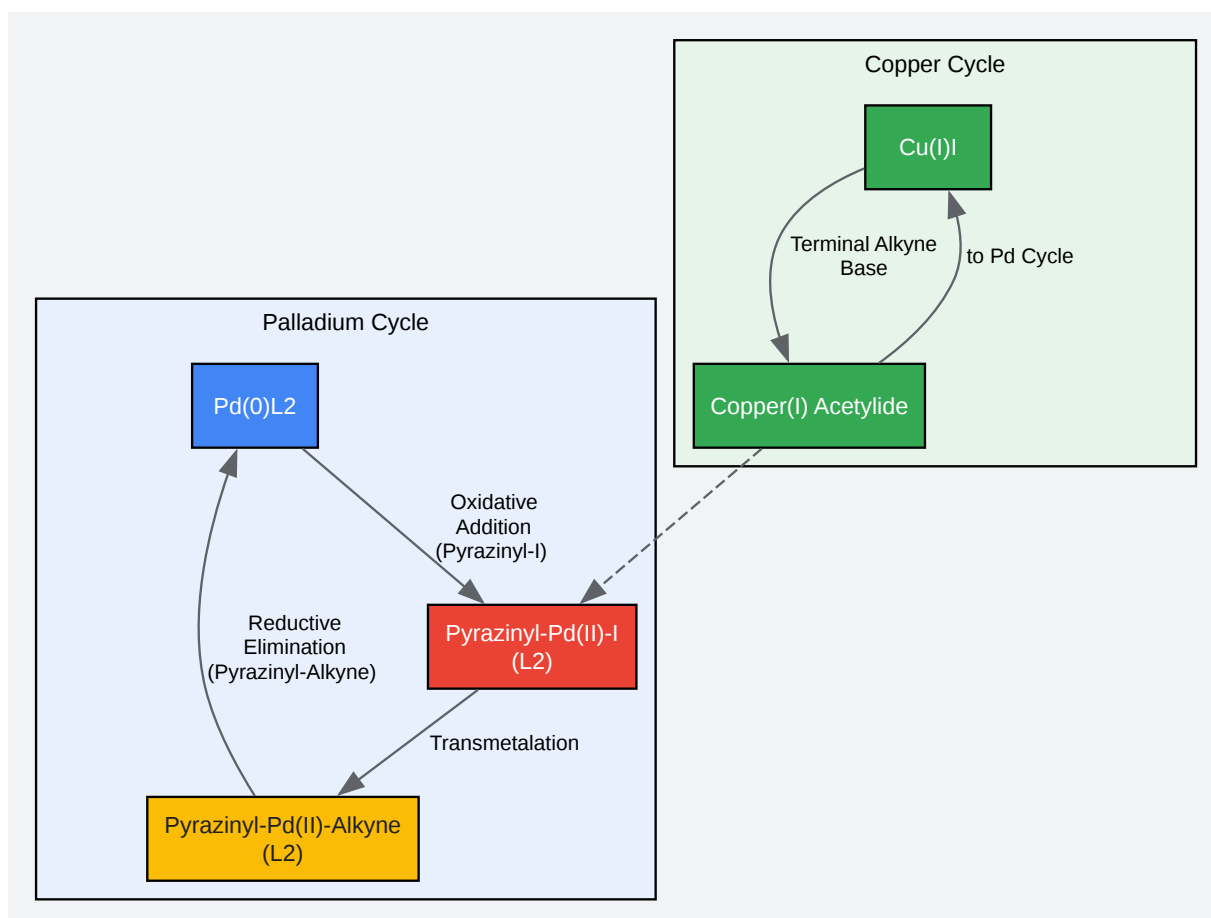 Copper Cycle
Cu(I)I
Terminal Alkyne
Base
to Pd Cycle
Copper(I) Acetylide
Palladium Cycle
Pd(0)L2
Oxidative
Addition
(Pyrazinyl-I)
Pyrazinyl-Pd(II)-I
(L2)
Reductive
Elimination
(Pyrazinyl-Alkyne)
Transmetalation
Pyrazinyl-Pd(II)-Alkyne
(L2)